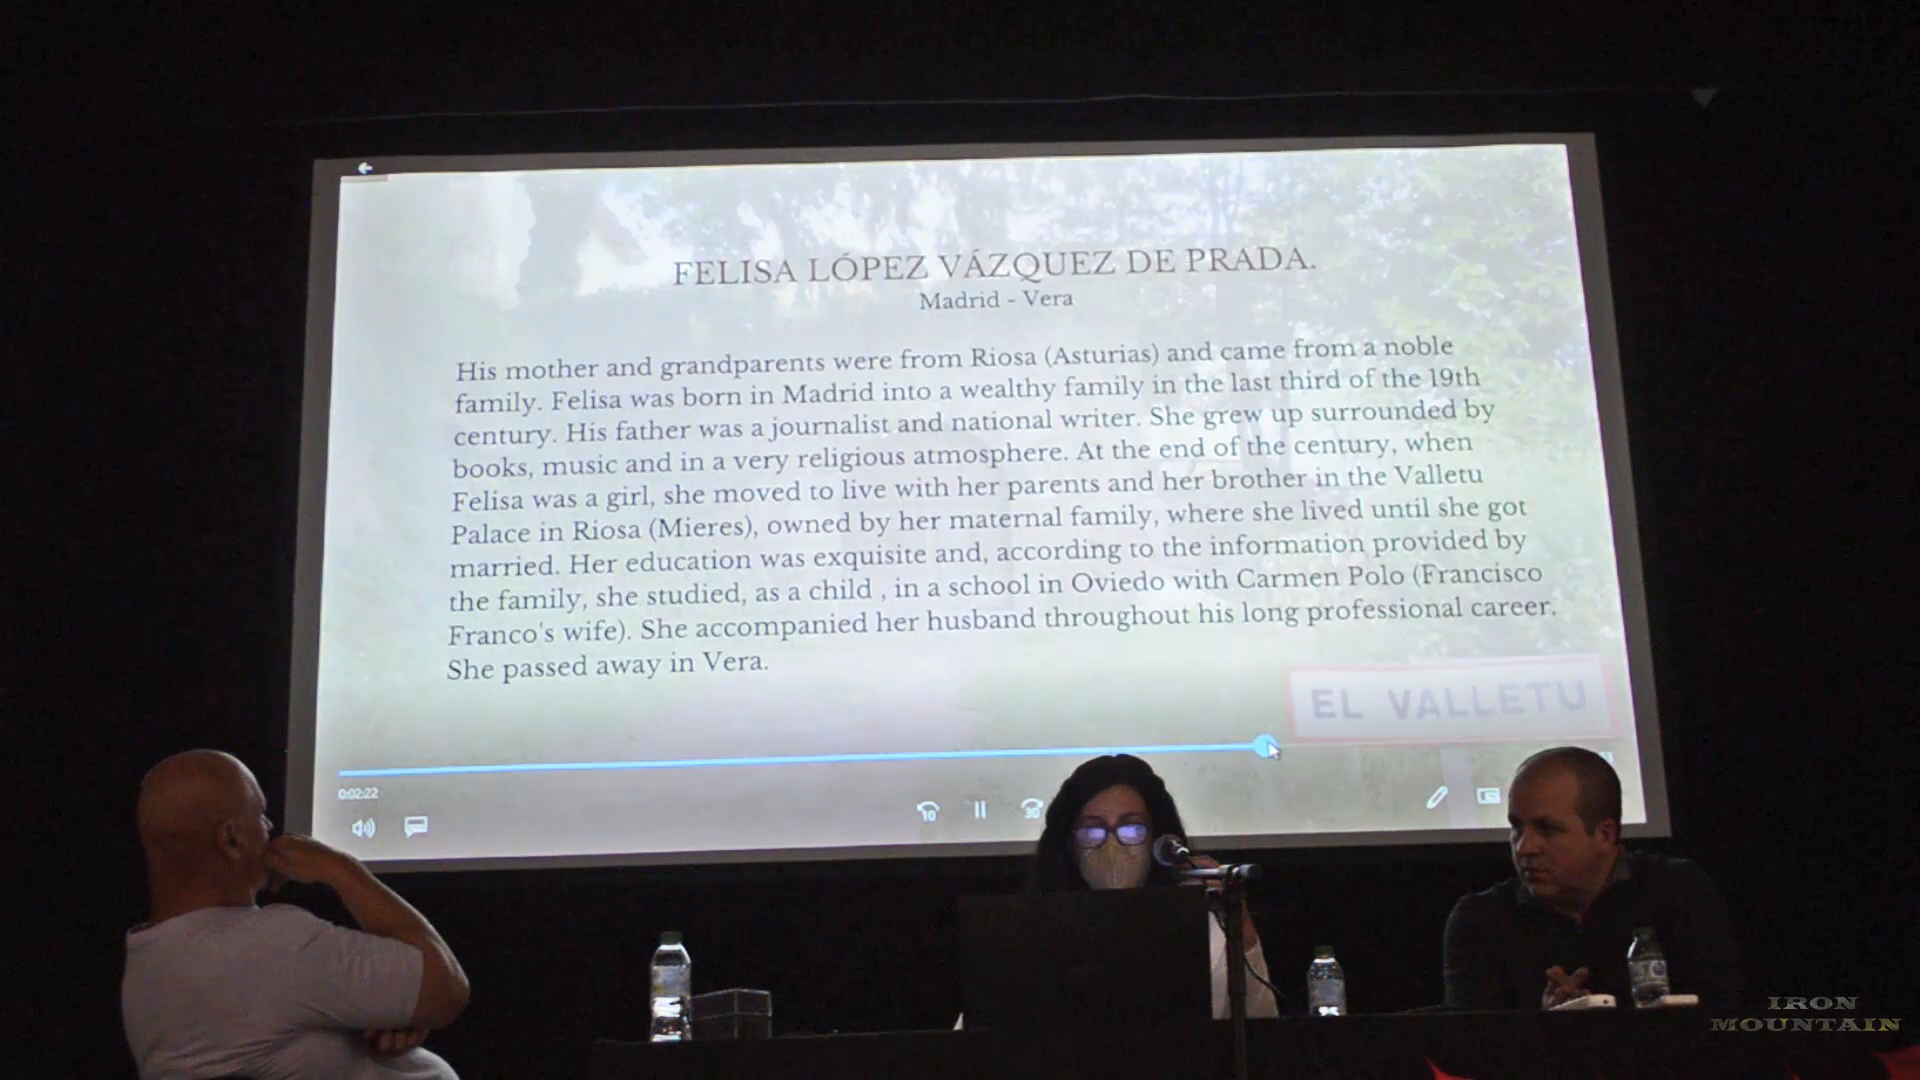 FELISA LÓPEZ VÁZQUEZ DE PRADA.
Madrid - Vera
His mother and grandparents were from Riosa (Asturias) and came from a noble
family. Felisa was born in Madrid into a wealthy family in the last third of the 19th
century. His father was a journalist and national writer. She grew up surrounded by
books, music and in a very religious atmosphere. At the end of the century, when
Felisa was a girl, she moved to live with her parents and her brother in the Valletu
Palace in Riosa (Mieres), owned by her maternal family, where she lived until she got
married. Her education was exquisite and, according to the information provided by
the family, she studied, as a child , in a school in Oviedo with Carmen Polo (Francisco
Franco's wife). She accompanied her husband throughout his long professional career.
She passed away in Vera.
EL VALLETU
0:02:22
10
30
IRON
MOUNTAIN